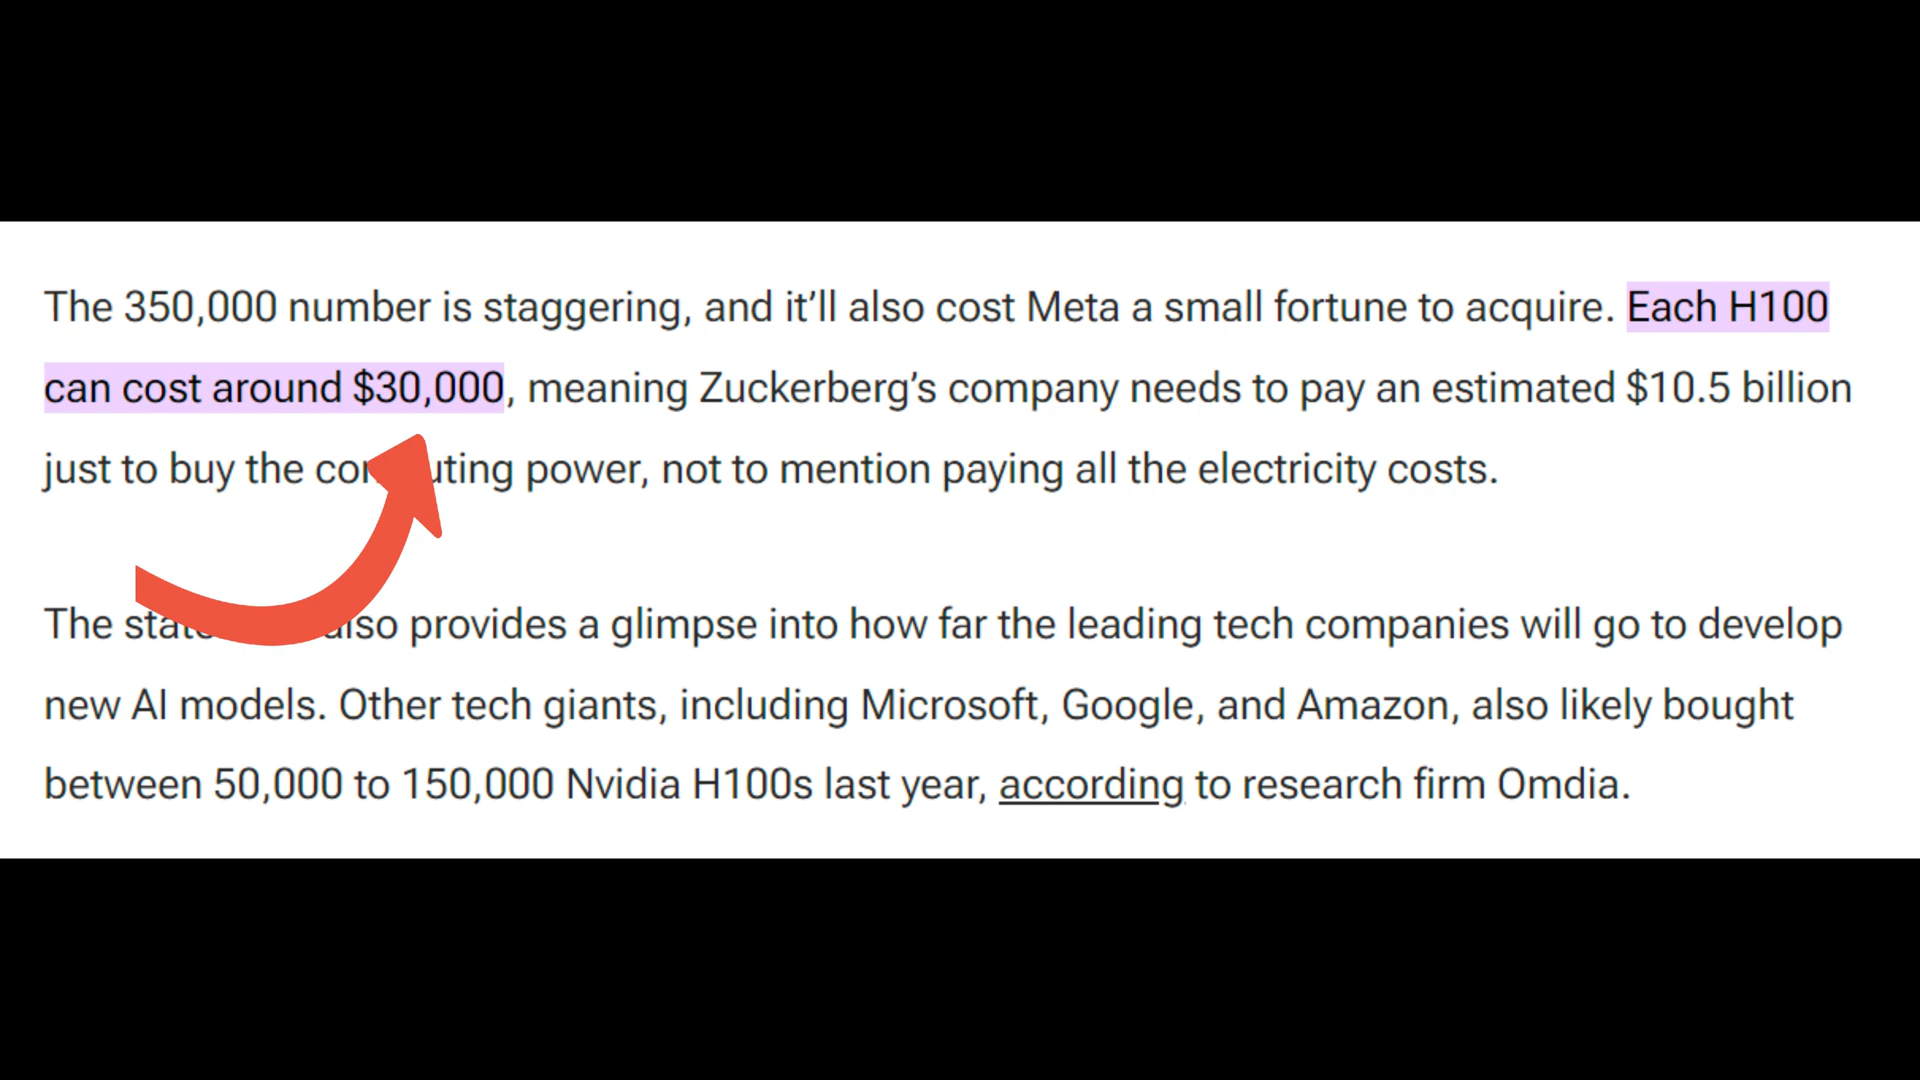 The 350,000 number is staggering, and it’ll also cost Meta a small fortune to acquire. Each H100
can cost around $30,000, meaning Zuckerberg’s company needs to pay an estimated $10.5 billion
just to buy the power, not to mention paying all the electricity costs.
The also provides a glimpse into how far the leading tech companies will go to develop
new AI models. Other tech giants, including Microsoft, Google, and Amazon, also likely bought
between 50,000 to 150,000 Nvidia H100s last year, according to research firm Omdia.